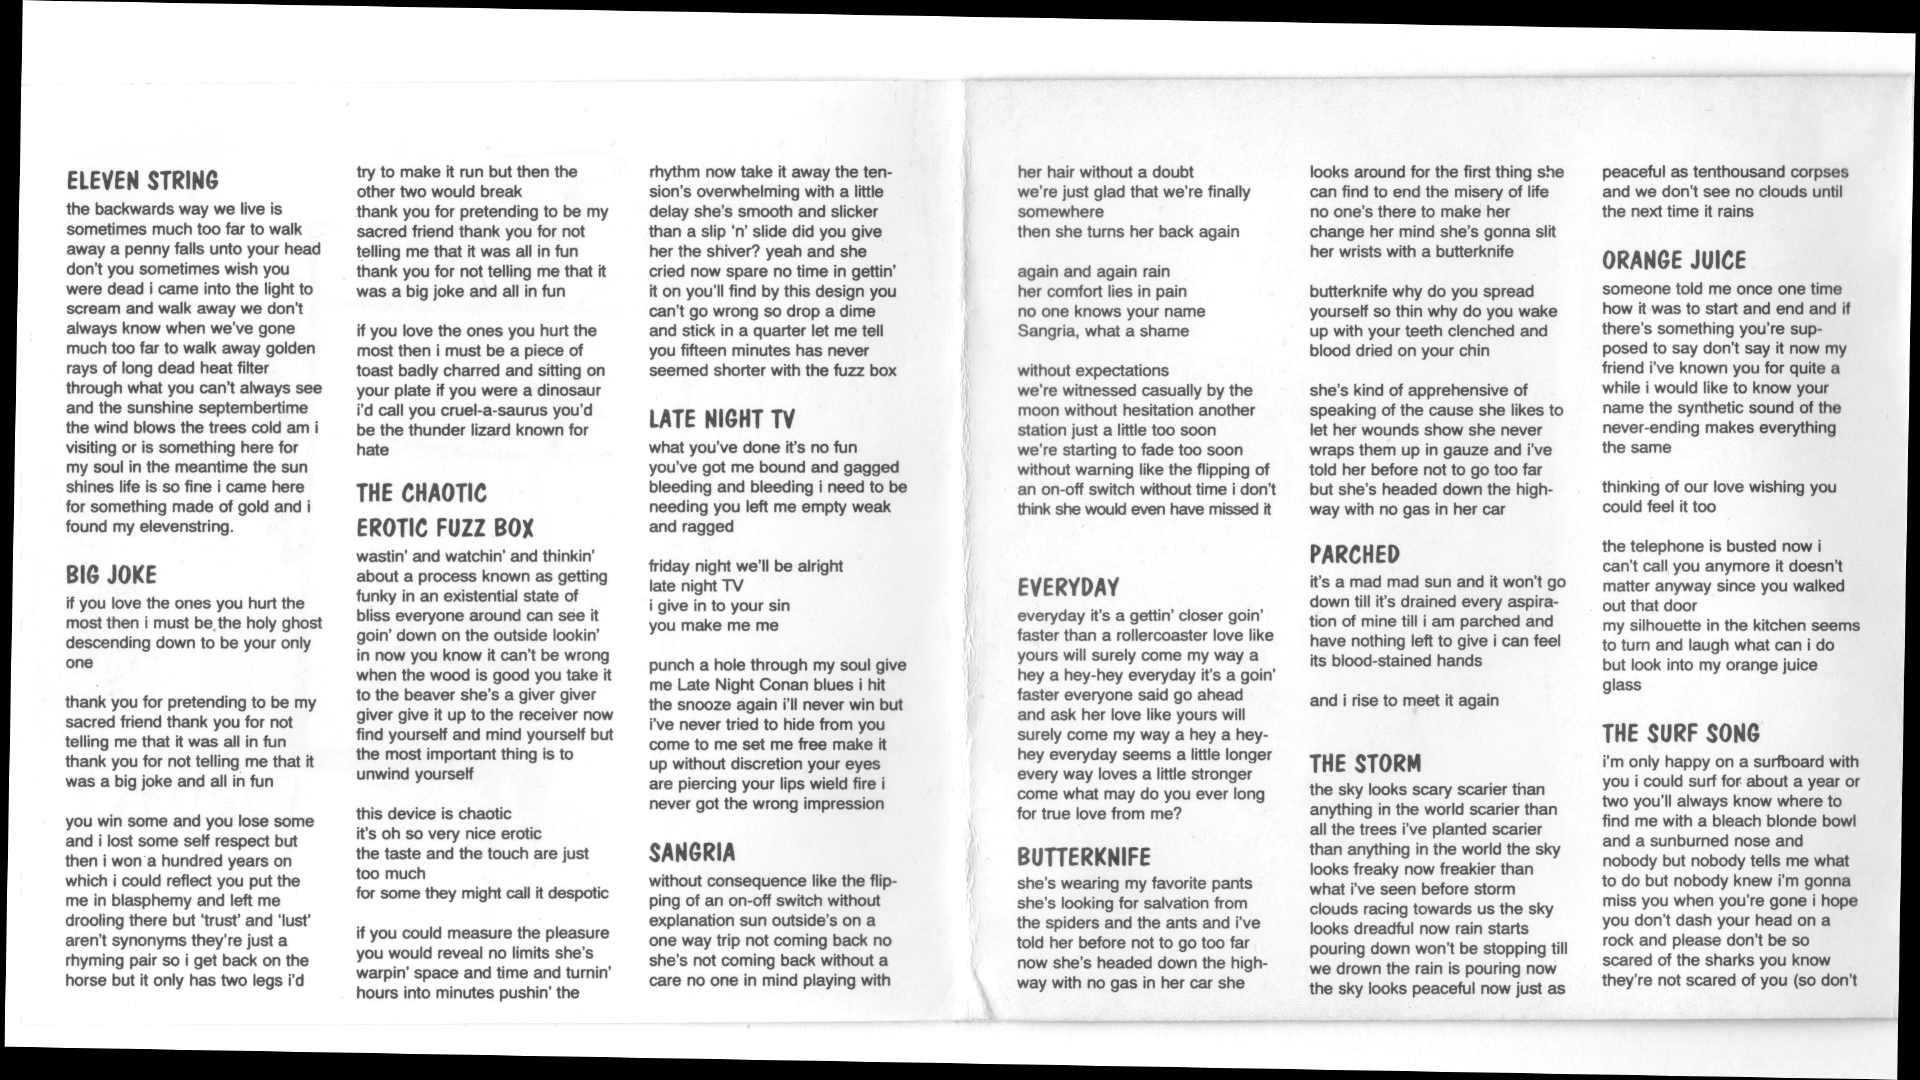 ELEVEN STRING
the backwards way we live is
sometimes much too far to walk
away a penny falls unto your head
don't you sometimes wish you
were dead i came into the light to
scream and walk away we don't
always know when we've gone
much too far to walk away golden
rays of long dead heat filter
through what you can't always see
and the sunshine septembertime
the wind blows the trees cold am i
visiting or is something here for
my soul in the meantime the sun
shines life is so fine i came here
for something made of gold and i
found my elevenstring.
BIG JOKE
if you love the ones you hurt the
most then i must be the holy ghost
descending down to be your only
one
thank you for pretending to be my
sacred friend thank you for not
telling me that it was all in fun
thank you for not telling me that it
was a big joke and all in fun
you win some and you lose some
and i lost some self respect but
then i won a hundred years on
which i could reflect you put the
me in blasphemy and left me
drooling there but 'trust' and 'lust'
aren't synonyms they're just a
rhyming pair so i get back on the
horse but it only has two legs i'd
try to make it run but then the
other two would break
thank you for pretending to be my
sacred friend thank you for not
telling me that it was all in fun
thank you for not telling me that it
was a big joke and all in fun
if you love the ones you hurt the
most then i must be a piece of
toast badly charred and sitting on
your plate if you were a dinosaur
i'd call you cruel-a-saurus you'd
be the thunder lizard known for
hate
THE CHAOTIC
EROTIC FUZZ BOX
wastin' and watchin' and thinkin'
about a process known as getting
funky in an existential state of
bliss everyone around can see it
goin' down on the outside lookin'
in now you know it can't be wrong
when the wood is good you take it
to the beaver she's a giver giver
giver give it up to the receiver now
find yourself and mind yourself but
the most important thing is to
unwind yourself
this device is chaotic
it's oh so very nice erotic
the taste and the touch are just
too much
for some they might call it despotic
if you could measure the pleasure
you would reveal no limits she's
warpin' space and time and turnin'
hours into minutes pushin' the
rhythm now take it away the ten-
sion's overwhelming with a little
delay she's smooth and slicker
than a slip 'n' slide did you give
her the shiver? yeah and she
cried now spare no time in gettin'
it on you'll find by this design you
can't go wrong so drop a dime
and stick in a quarter let me tell
you fifteen minutes has never
seemed shorter with the fuzz box
LATE NIGHT TV
what you've done it's no fun
you've got me bound and gagged
bleeding and bleeding i need to be
needing you left me empty weak
and ragged
friday night we'll be alright
late night TV
i give in to your sin
you make me me
punch a hole through my soul give
me Late Night Conan blues i hit
the snooze again i'll never win but
i've never tried to hide from you
come to me set me free make it
up without discretion your eyes
are piercing your lips wield fire i
never got the wrong impression
SANGRIA
without consequence like the flip-
ping of an on-off switch without
explanation sun outside's on a
one way trip not coming back no
she's not coming back without a
care no one in mind playing with
her hair without a doubt
we're just glad that we're finally
somewhere
then she turns her back again
again and again rain
her comfort lies in pain
no one knows your name
Sangria, what a shame
without expectations
we're witnessed casually by the
moon without hesitation another
station just a little too soon
we're starting to fade too soon
without warning like the flipping of
an on-off switch without time i don't
think she would even have missed it
EVERYDAY
everyday it's a gettin' closer goin'
faster than a rollercoaster love like
yours will surely come my way a
hey a hey-hey everyday it's a goin'
faster everyone said go ahead
and ask her love like yours will
surely come my way a hey a hey-
hey everyday seems a little longer
every way loves a little stronger
come what may do you ever long
for true love from me?
BUTTERKNIFE
she's wearing my favorite pants
she's looking for salvation from
the spiders and the ants and i've
told her before not to go too far
now she's headed down the high-
way with no gas in her car she
looks around for the first thing she
can find to end the misery of life
no one's there to make her
change her mind she's gonna slit
her wrists with a butterknife
butterknife why do you spread
yourself so thin why do you wake
up with your teeth clenched and
blood dried on your chin
she's kind of apprehensive of
speaking of the cause she likes to
let her wounds show she never
wraps them up in gauze and i've
told her before not to go too far
but she's headed down the high-
way with no gas in her car
PARCHED
it's a mad mad sun and it won't go
down till it's drained every aspira-
tion of mine till i am parched and
have nothing left to give i can feel
its blood-stained hands
and i rise to meet it again
THE STORM
the sky looks scary scarier than
anything in the world scarier than
all the trees i've planted scarier
than anything in the world the sky
looks freaky now freakier than
what i've seen before storm
clouds racing towards us the sky
looks dreadful now rain starts
pouring down won't be stopping till
we drown the rain is pouring now
the sky looks peaceful now just as
peaceful as tenthousand corpses
and we don't see no clouds until
the next time it rains
ORANGE JUICE
someone told me once one time
how it was to start and end and if
there's something you're sup-
posed to say don't say it now my
friend i've known you for quite a
while i would like to know your
name the synthetic sound of the
never-ending makes everything
the same
thinking of our love wishing you
could feel it too
the telephone is busted now i
can't call you anymore it doesn't
matter anyway since you walked
out that door
my silhouette in the kitchen seems
to turn and laugh what can i do
but look into my orange juice
glass
THE SURF SONG
i'm only happy on a surfboard with
you i could surf for about a year or
two you'll always know where to
find me with a bleach blonde bowl
and a sunburned nose and
nobody but nobody tells me what
to do but nobody knew i'm gonna
miss you when you're gone i hope
you don't dash your head on a
rock and please don't be so
scared of the sharks you know
they're not scared of you (so don't